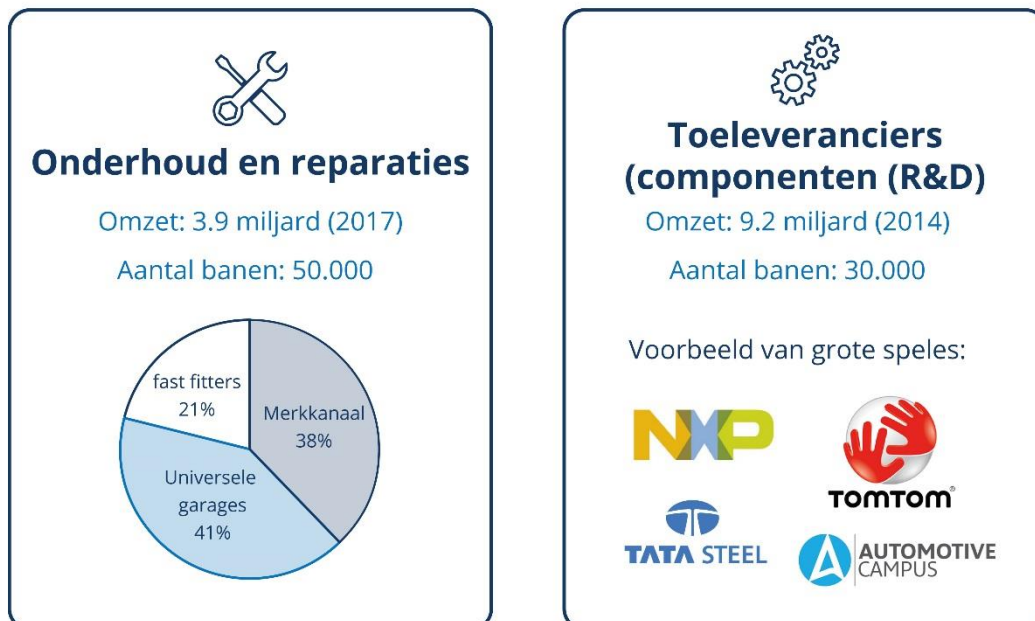 Onderhoud en reparaties
Omzet: 3.9 miljard (2017)
Aantal banen: 50.000
fast fitters
21%
Merkkanaal
38%
Universele
garages
41%
Toeleveranciers
(componenten (R&D)
Omzet: 9.2 miljard (2014)
Aantal banen: 30.000
Voorbeeld van grote speles:
NXP
TOMTOM®
TATA STEEL
AUTOMOTIVE
CAMPUS